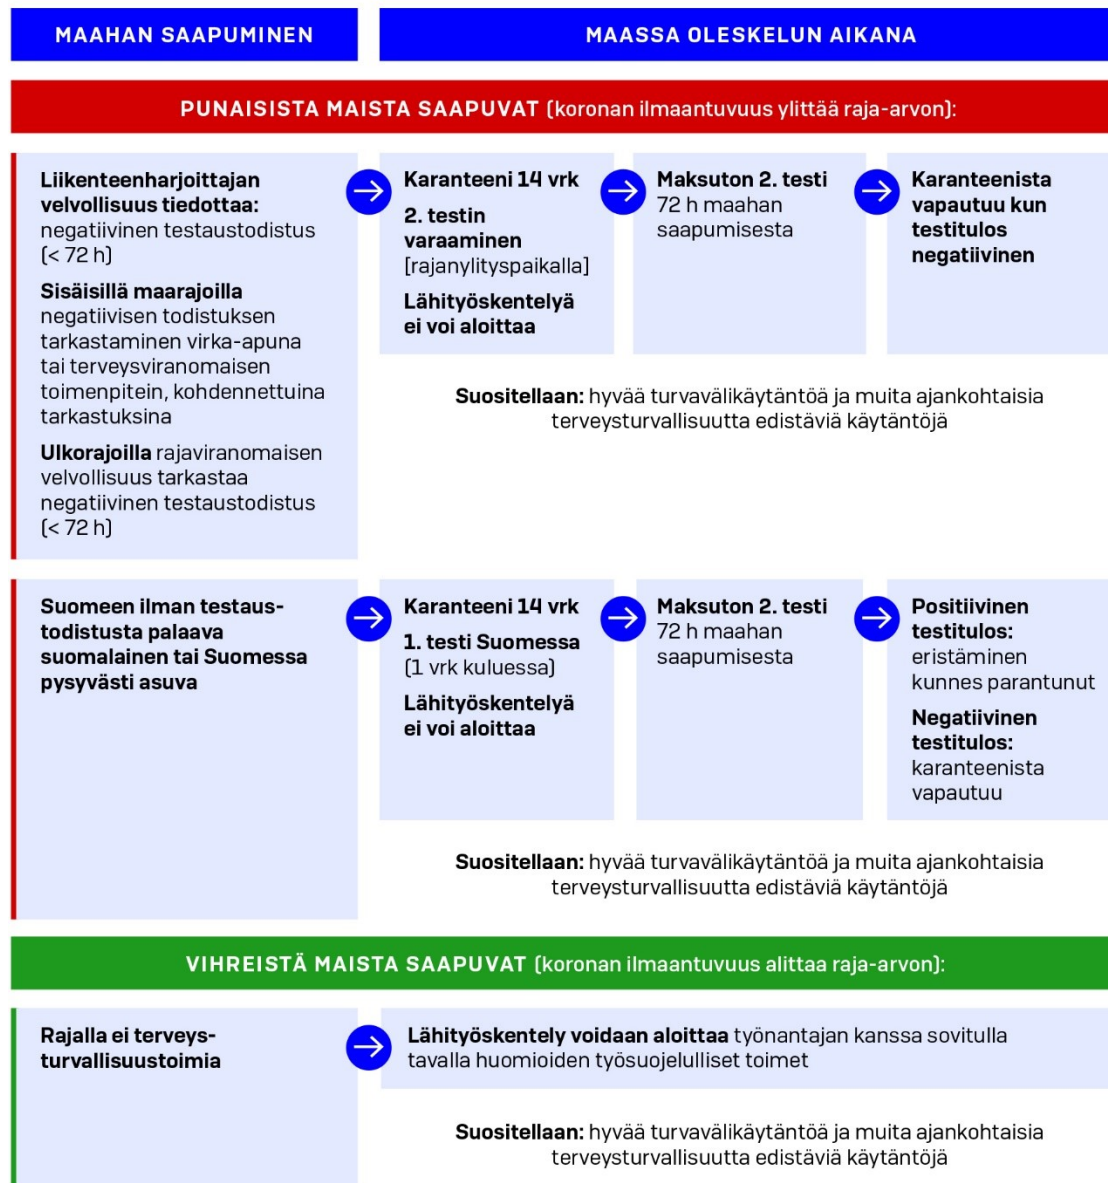 MAAHAN SAAPUMINEN
MAASSA OLESKELUN AIKANA
PUNAISISTA MAISTA SAAPUVAT (koronan ilmaantuvuus ylittää raja-arvon):
Liikenteenharjoittajan
velvollisuus tiedottaa:
negatiivinen testaustodistus
(< 72 h)
Sisäisillä maarajoilla
negatiivisen todistuksen
tarkastaminen virka-apuna
tai terveysviranomaisen
toimenpitein, kohdennettuina
tarkastuksina
Ulkorajoilla rajaviranomaisen
velvollisuus tarkastaa
negatiivinen testaustodistus
(< 72 h)
Karanteeni 14 vrk
2. testin
varaaminen
[rajanylityspaikalla]
Lähityöskentelyä
ei voi aloittaa
Maksuton 2. testi
72 h maahan
saapumisesta
Karanteenista
vapautuu kun
testitulos
negatiivinen
Suositellaan: hyvää turvavälikäytäntöä ja muita ajankohtaisia
terveysturvallisuutta edistäviä käytäntöjä
Suomeen ilman testaus-
todistusta palaava
suomalainen tai Suomessa
pysyvästi asuva
Karanteeni 14 vrk
1. testi Suomessa
(1 vrk kuluessa)
Lähityöskentelyä
ei voi aloittaa
Maksuton 2. testi
72 h maahan
saapumisesta
Positiivinen
testitulos:
eristäminen
kunnes parantunut
Negatiivinen
testitulos:
karanteenista
vapautuu
Suositellaan: hyvää turvavälikäytäntöä ja muita ajankohtaisia
terveysturvallisuutta edistäviä käytäntöjä
VIHREISTÄ MAISTA SAAPUVAT (koronan ilmaantuvuus alittaa raja-arvon):
Rajalla ei terveys-
turvallisuustoimia
Lähityöskentely voidaan aloittaa työnantajan kanssa sovitulla
tavalla huomioiden työsuojelulliset toimet
Suositellaan: hyvää turvavälikäytäntöä ja muita ajankohtaisia
terveysturvallisuutta edistäviä käytäntöjä